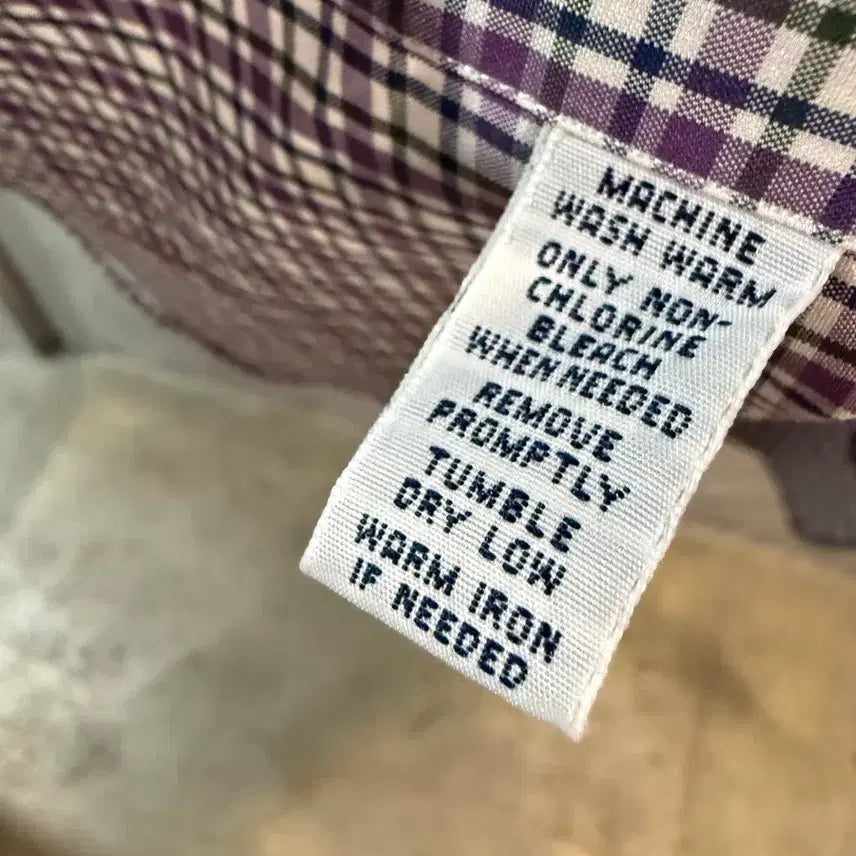 MACHINE
WASH WARM
ONLY NON-
CHLORINE
BLEACH
WHEN NEEDED
REMOVE
PROMPTLY
TUMBLE
DRY LOW
WARM IRON
IF NEEDED